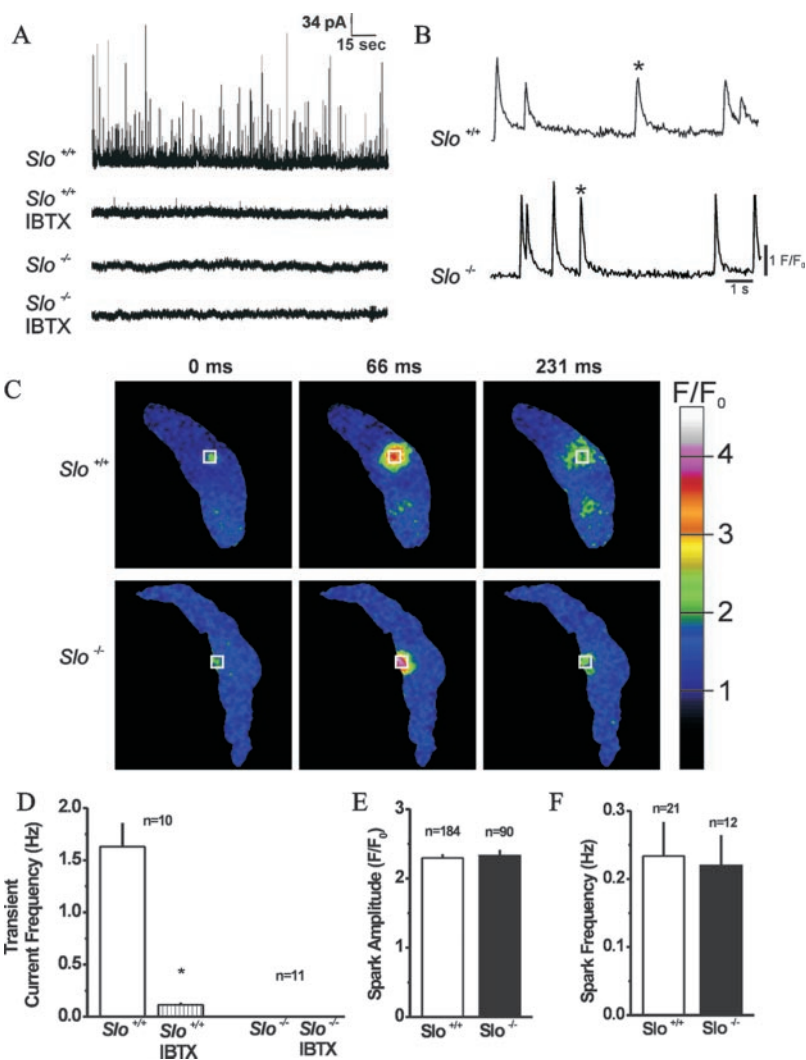 A
34 pA
15 sec
Slo +/+
Slo +/+
IBTX
Slo -/-
Slo -/-
IBTX
B
*
Slo +/+
*
Slo -/-
1 F/F₀
1 s
C
0 ms
66 ms
231 ms
F/F₀
Slo +/+
Slo -/-
4
3
2
1
D
Transient
Current Frequency (Hz)
2.0
1.5
1.0
0.5
0.0
n=10
*
n=11
Slo +/+
Slo +/+
IBTX
Slo -/-
Slo -/-
IBTX
E
Spark Amplitude (F/F₀)
3
2
1
0
n=184
n=90
Slo +/+
Slo -/-
F
Spark Frequency (Hz)
0.3
0.2
0.1
0.0
n=21
n=12
Slo +/+
Slo -/-